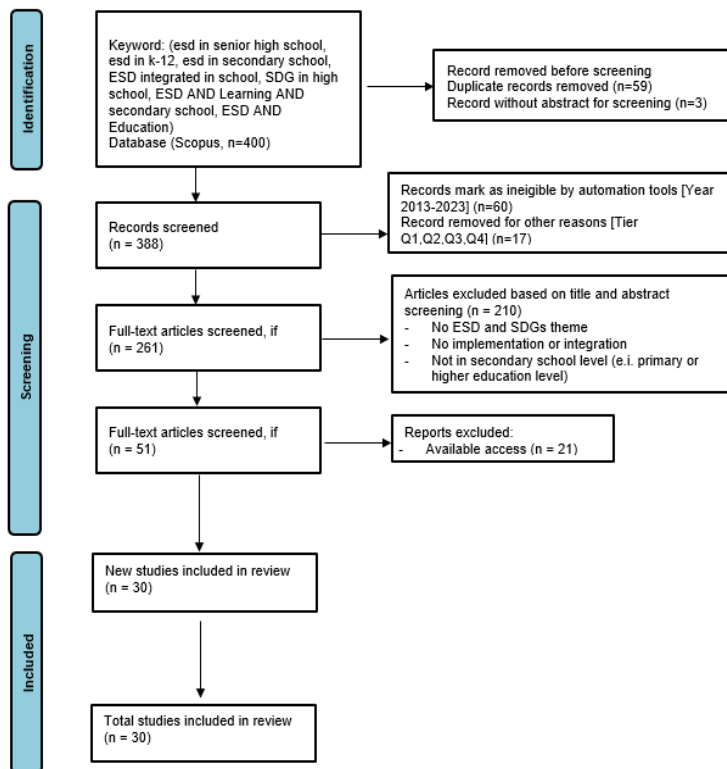 Identification
Keyword: (esd in senior high school,
esd in k-12, esd in secondary school,
ESD integrated in school, SDG in high
school, ESD AND Learning AND
secondary school, ESD AND
Education)
Database (Scopus, n=400)
Record removed before screening
Duplicate records removed (n=59)
Record without abstract for screening (n=3)
Screening
Records screened
(n = 388)
Records mark as ineigible by automation tools [Year
2013-2023] (n=60)
Record removed for other reasons [Tier
Q1,Q2,Q3,Q4] (n=17)
Full-text articles screened, if
(n = 261)
Articles excluded based on title and abstract
screening (n = 210)
- No ESD and SDGs theme
- No implementation or integration
- Not in secondary school level (e.i. primary or
higher education level)
Full-text articles screened, if
(n = 51)
Reports excluded:
- Available access (n = 21)
Included
New studies included in review
(n = 30)
Total studies included in review
(n = 30)